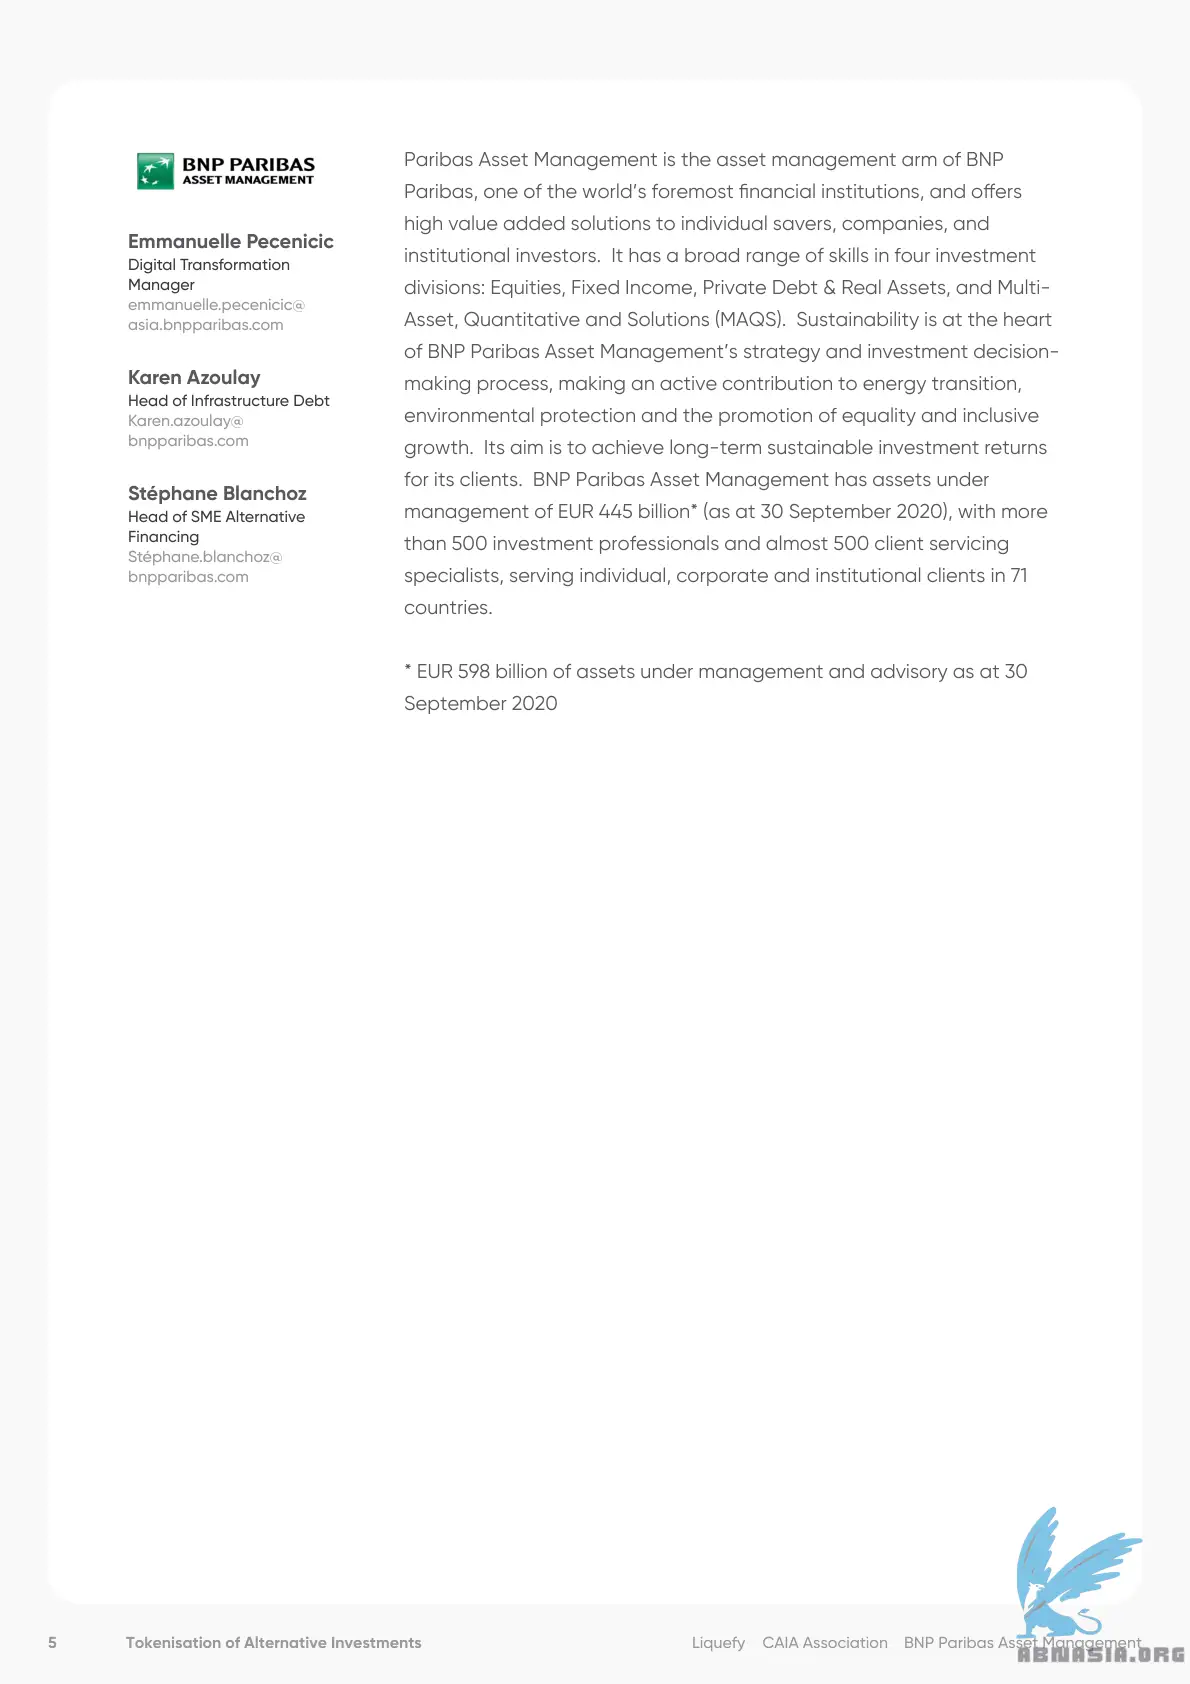 BNP PARIBAS
ASSET MANAGEMENT
Emmanuelle Pecenicic
Digital Transformation
Manager
emmanuelle.pecenicic@
asia.bnpparibas.com
Karen Azoulay
Head of Infrastructure Debt
Karen.azoulay@
bnpparibas.com
Stéphane Blanchoz
Head of SME Alternative
Financing
Stéphane.blanchoz@
bnpparibas.com
Paribas Asset Management is the asset management arm of BNP
Paribas, one of the world’s foremost financial institutions, and offers
high value added solutions to individual savers, companies, and
institutional investors.  It has a broad range of skills in four investment
divisions: Equities, Fixed Income, Private Debt & Real Assets, and Multi-
Asset, Quantitative and Solutions (MAQS).  Sustainability is at the heart
of BNP Paribas Asset Management’s strategy and investment decision-
making process, making an active contribution to energy transition,
environmental protection and the promotion of equality and inclusive
growth.  Its aim is to achieve long-term sustainable investment returns
for its clients.  BNP Paribas Asset Management has assets under
management of EUR 445 billion* (as at 30 September 2020), with more
than 500 investment professionals and almost 500 client servicing
specialists, serving individual, corporate and institutional clients in 71
countries.
* EUR 598 billion of assets under management and advisory as at 30
September 2020
5 Tokenisation of Alternative Investments Liquefy CAIA Association BNP Paribas Asset Management
ABNASIA.ORG